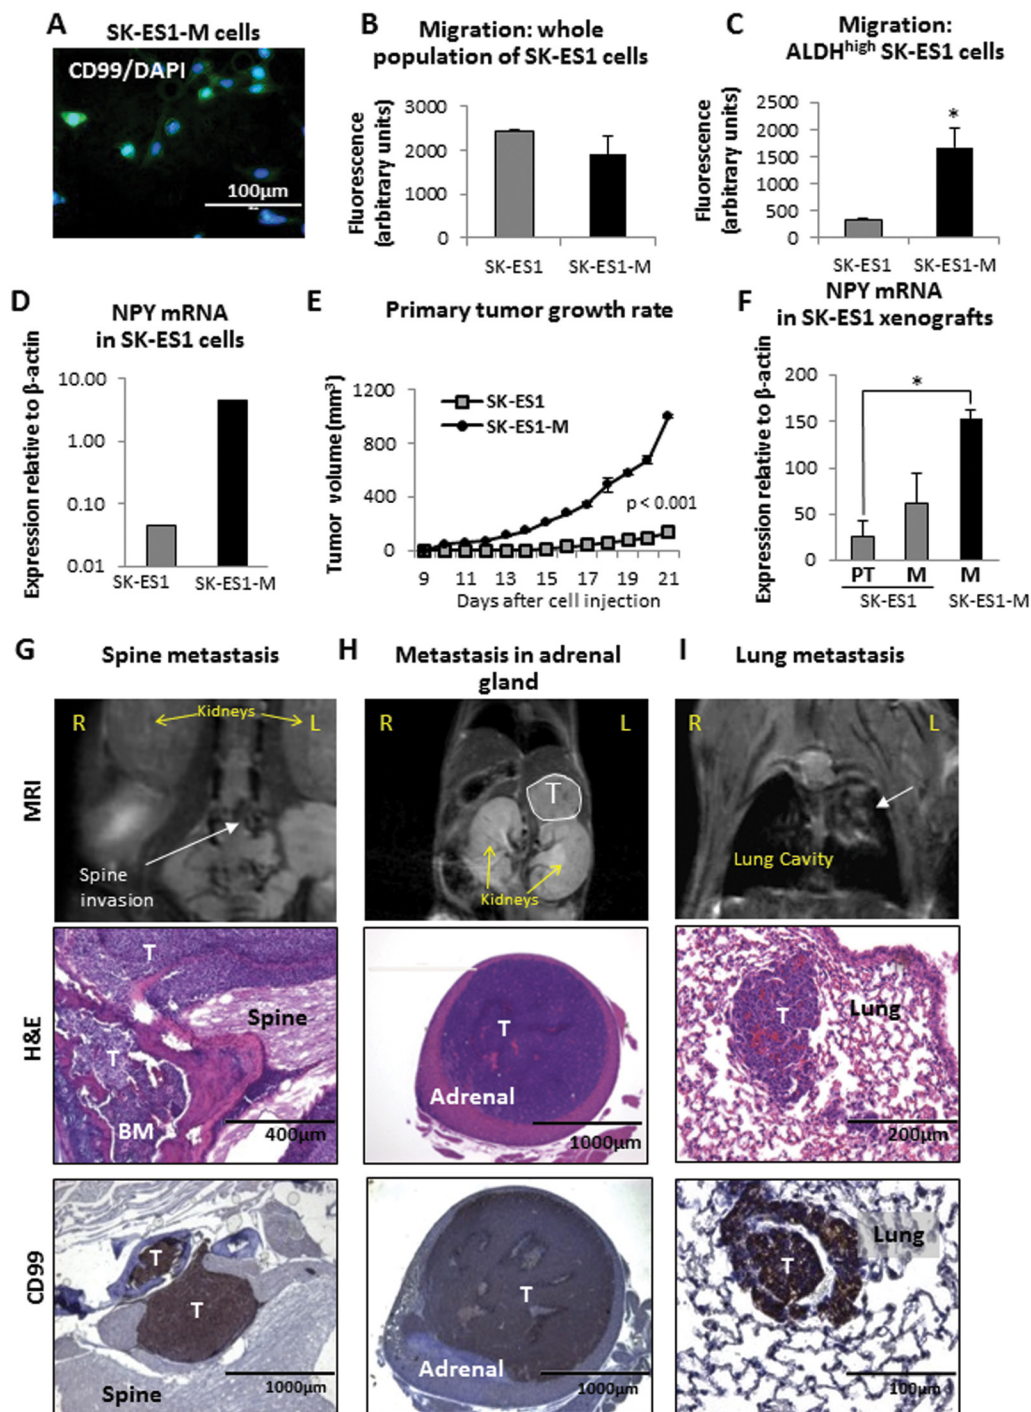 A
SK-ES1-M cells
CD99/DAPI
100μm
B
Migration: whole
population of SK-ES1 cells
Fluorescence
(arbitrary units)
3000
2000
1000
0
SK-ES1
SK-ES1-M
C
Migration:
ALDHhigh SK-ES1 cells
Fluorescence
(arbitrary units)
2500
2000
1500
1000
500
0
*
SK-ES1
SK-ES1-M
D
NPY mRNA
in SK-ES1 cells
Expression relative to β-actin
10.00
1.00
0.10
0.01
SK-ES1
SK-ES1-M
E
Primary tumor growth rate
Tumor volume (mm³)
1200
800
400
0
SK-ES1
SK-ES1-M
p < 0.001
9 11 13 15 17 19 21
Days after cell injection
F
NPY mRNA
in SK-ES1 xenografts
Expression relative to β-actin
200
150
100
50
0
*
PT M M
SK-ES1 SK-ES1-M
G
Spine metastasis
H
Metastasis in adrenal
gland
I
Lung metastasis
MRI
R
Kidneys
L
Spine
invasion
R
L
T
Kidneys
R
L
Lung Cavity
H&E
T
Spine
T
BM
400μm
T
Adrenal
1000μm
T
Lung
200μm
CD99
T
T
Spine
1000μm
T
Adrenal
1000μm
T
Lung
100μm